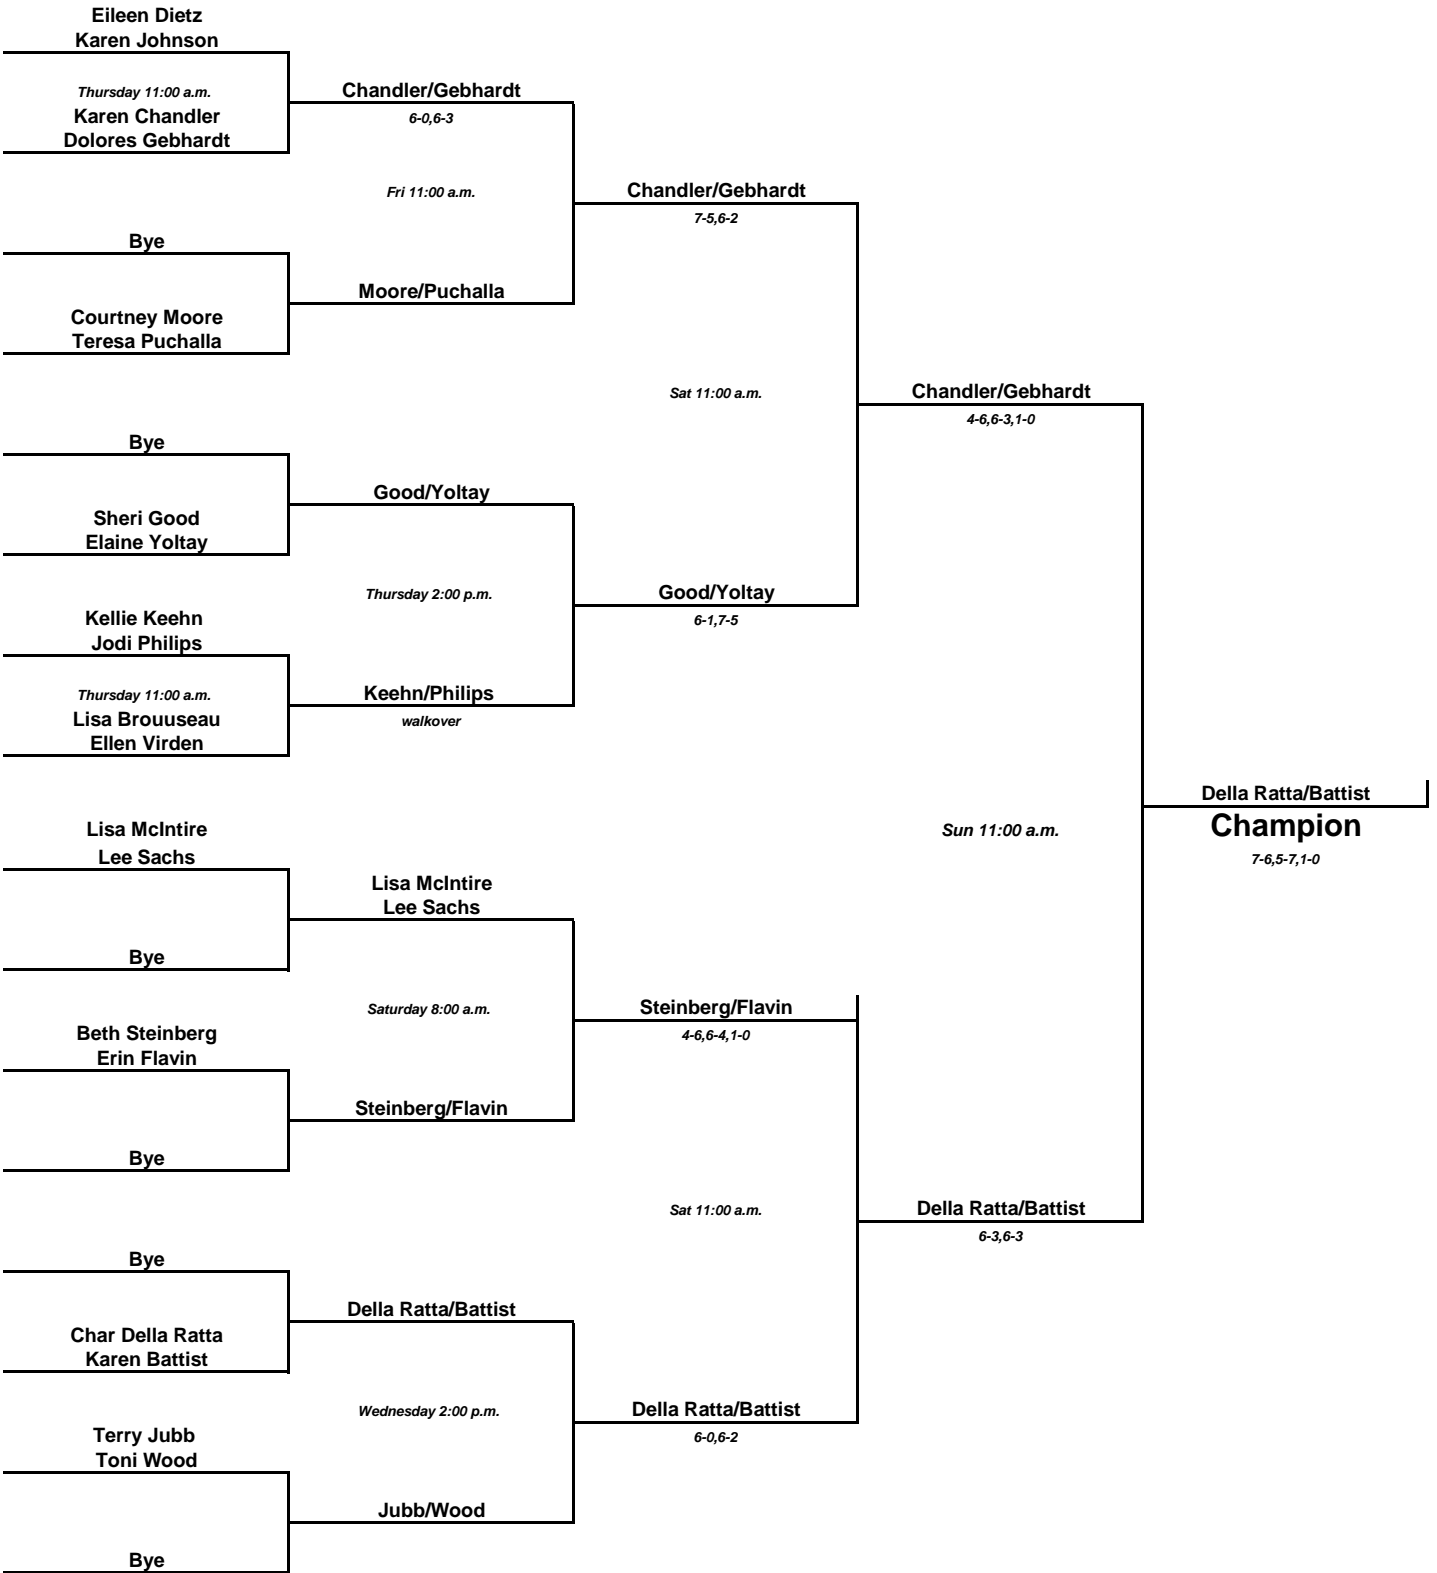 Eileen Dietz
Karen Johnson
Thursday 11:00 a.m.
Karen Chandler
Dolores Gebhardt
Bye
Courtney Moore
Teresa Puchalla
Bye
Sheri Good
Elaine Yoltay
Kellie Keehn
Jodi Philips
Thursday 11:00 a.m.
Lisa Brouuseau
Ellen Virden
Lisa McIntire
Lee Sachs
Bye
Beth Steinberg
Erin Flavin
Bye
Bye
Char Della Ratta
Karen Battist
Terry Jubb
Toni Wood
Bye
Chandler/Gebhardt
6-0,6-3
Fri 11:00 a.m.
Moore/Puchalla
Good/Yoltay
Thursday 2:00 p.m.
Keehn/Philips
walkover
Lisa McIntire
Lee Sachs
Saturday 8:00 a.m.
Steinberg/Flavin
Della Ratta/Battist
Wednesday 2:00 p.m.
Jubb/Wood
Chandler/Gebhardt
7-5,6-2
Sat 11:00 a.m.
Good/Yoltay
6-1,7-5
Steinberg/Flavin
4-6,6-4,1-0
Sat 11:00 a.m.
Della Ratta/Battist
6-0,6-2
Chandler/Gebhardt
4-6,6-3,1-0
Sun 11:00 a.m.
Della Ratta/Battist
6-3,6-3
Della Ratta/Battist
Champion
7-6,5-7,1-0